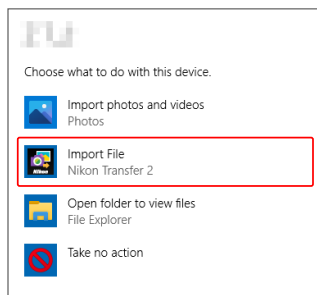 Choose what to do with this device.
Import photos and videos
Photos
Import File
Nikon Transfer 2
Open folder to view files
File Explorer
Take no action